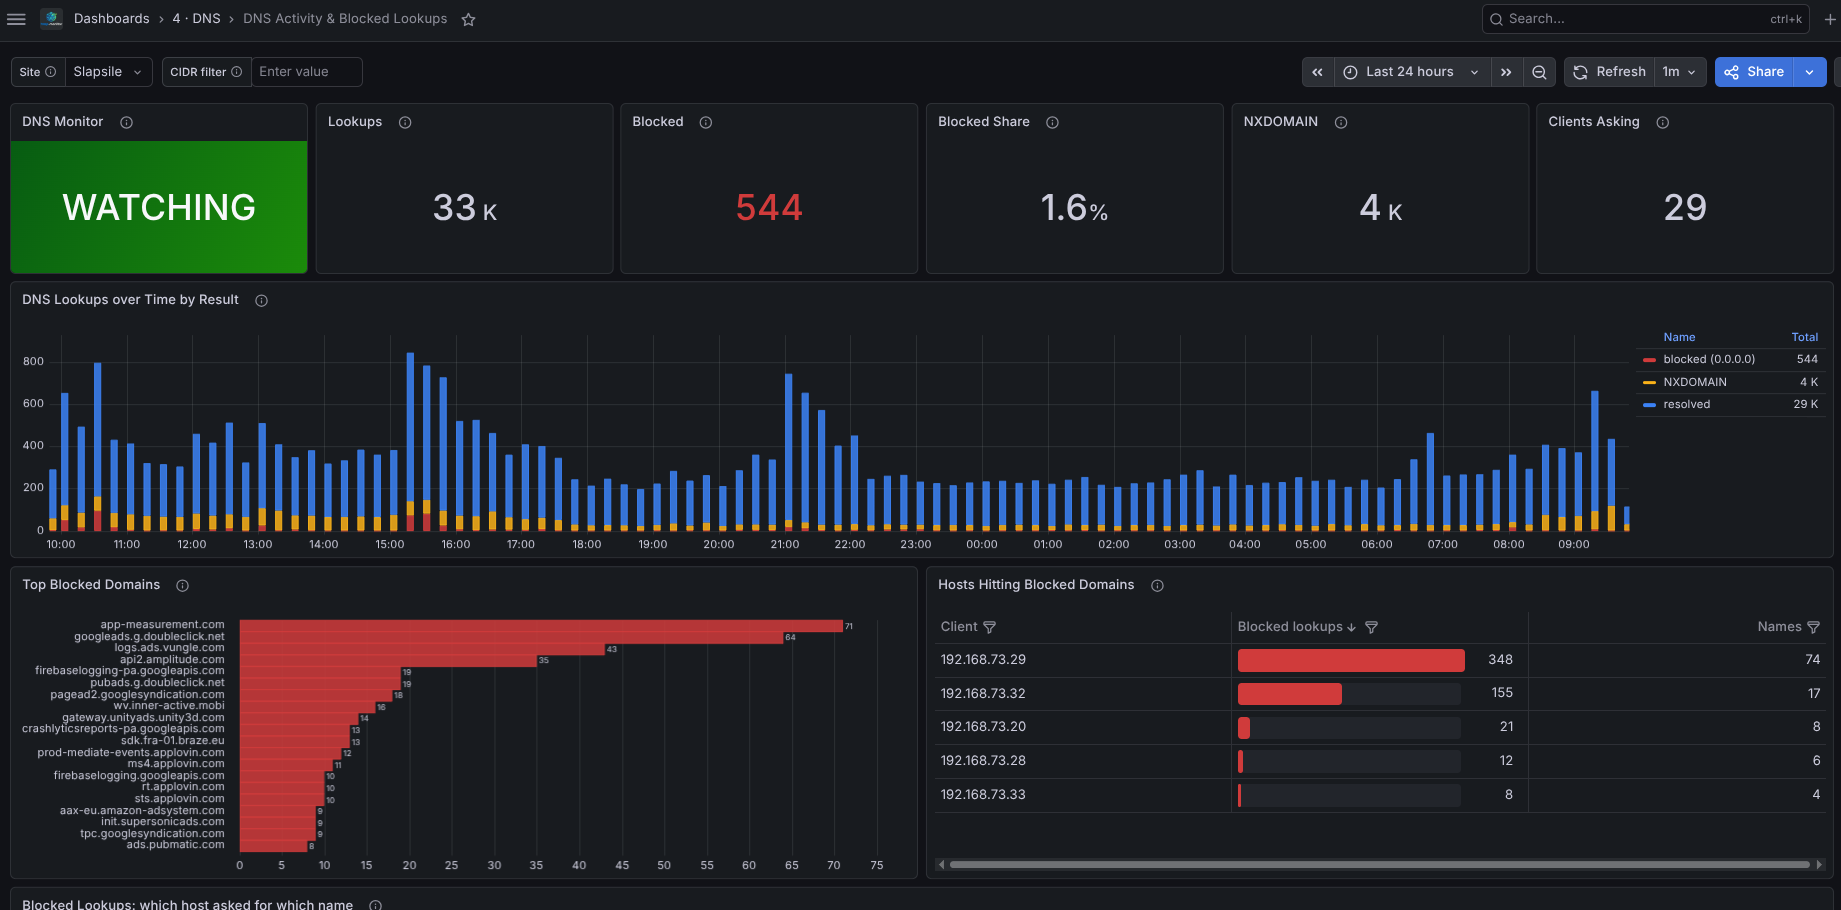 Dashboards › 4 · DNS › DNS Activity & Blocked Lookups
Search... ctrl+k
Site Slapsile CIDR filter Enter value
Last 24 hours Refresh 1m Share
DNS Monitor
WATCHING
Lookups
33 K
Blocked
544
Blocked Share
1.6%
NXDOMAIN
4 K
Clients Asking
29
DNS Lookups over Time by Result
800
600
400
200
0
10:00 11:00 12:00 13:00 14:00 15:00 16:00 17:00 18:00 19:00 20:00 21:00 22:00 23:00 00:00 01:00 02:00 03:00 04:00 05:00 06:00 07:00 08:00 09:00
Name Total
blocked (0.0.0.0) 544
NXDOMAIN 4 K
resolved 29 K
Top Blocked Domains
app-measurement.com 71
googleads.g.doubleclick.net 64
logs.ads.vungle.com 43
api2.amplitude.com 35
firebaselogging-pa.googleapis.com 19
pubads.g.doubleclick.net 19
pagead2.googlesyndication.com 18
wv.inner-active.mobi 16
gateway.unityads.unity3d.com 14
crashlyticsreports-pa.googleapis.com 13
sdk.fra-01.braze.eu 13
prod-mediate-events.applovin.com 12
ms4.applovin.com 11
firebaselogging.googleapis.com 10
rt.applovin.com 10
sts.applovin.com 10
aax-eu.amazon-adsystem.com 9
init.supersonicads.com 9
tpc.googlesyndication.com 9
ads.pubmatic.com 8
0 5 10 15 20 25 30 35 40 45 50 55 60 65 70 75
Hosts Hitting Blocked Domains
Client Blocked lookups Names
192.168.73.29 348 74
192.168.73.32 155 17
192.168.73.20 21 8
192.168.73.28 12 6
192.168.73.33 8 4
Blocked Lookups: which host asked for which name